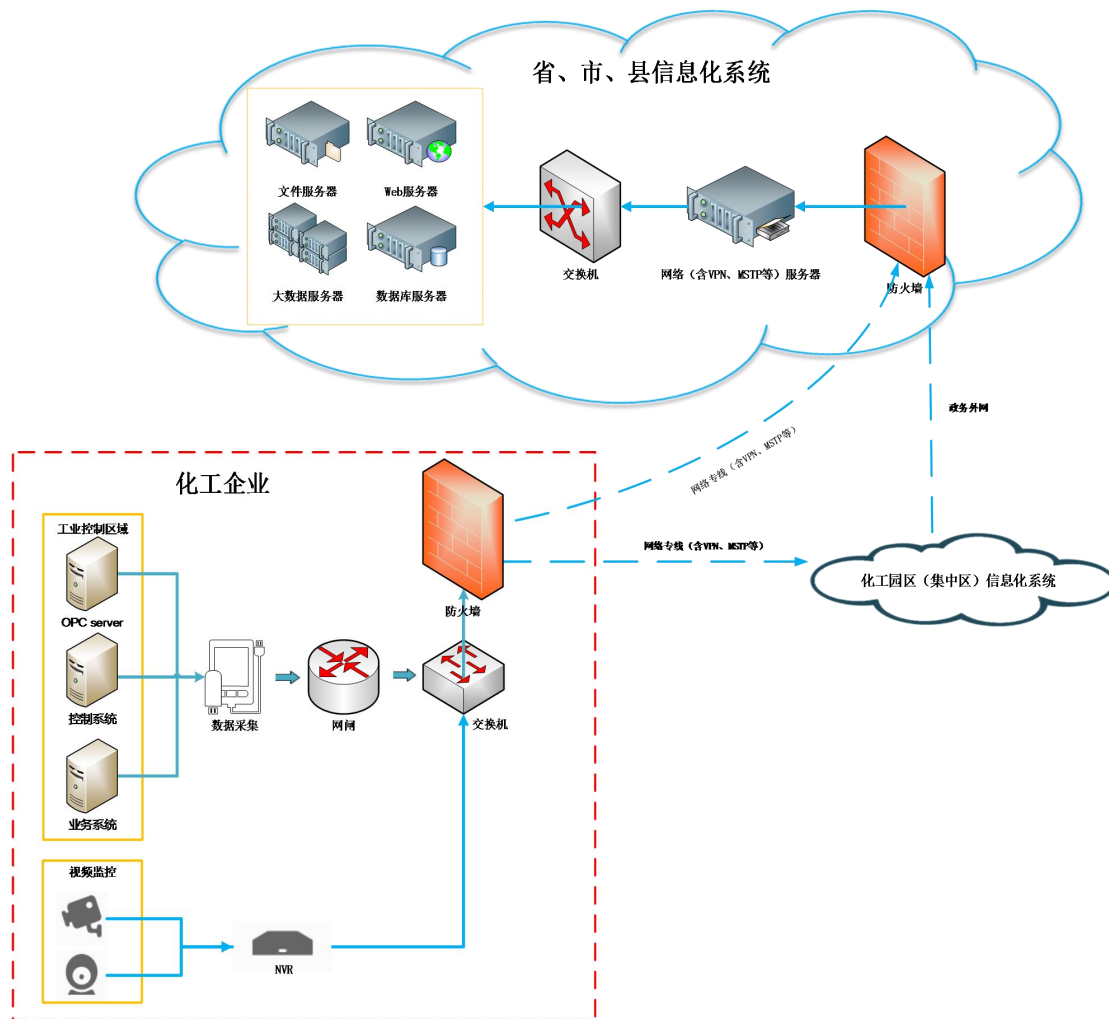 省、市、县信息化系统
文件服务器
Web服务器
大数据服务器
数据库服务器
交换机
网络（含VPN、MSTP等）服务器
防火墙
政务外网
网络专线（含VPN、MSTP等）
化工企业
工业控制区域
OPC server
控制系统
业务系统
数据采集
网闸
交换机
防火墙
网络专线（含VPN、MSTP等）
化工园区（集中区）信息化系统
视频监控
NVR